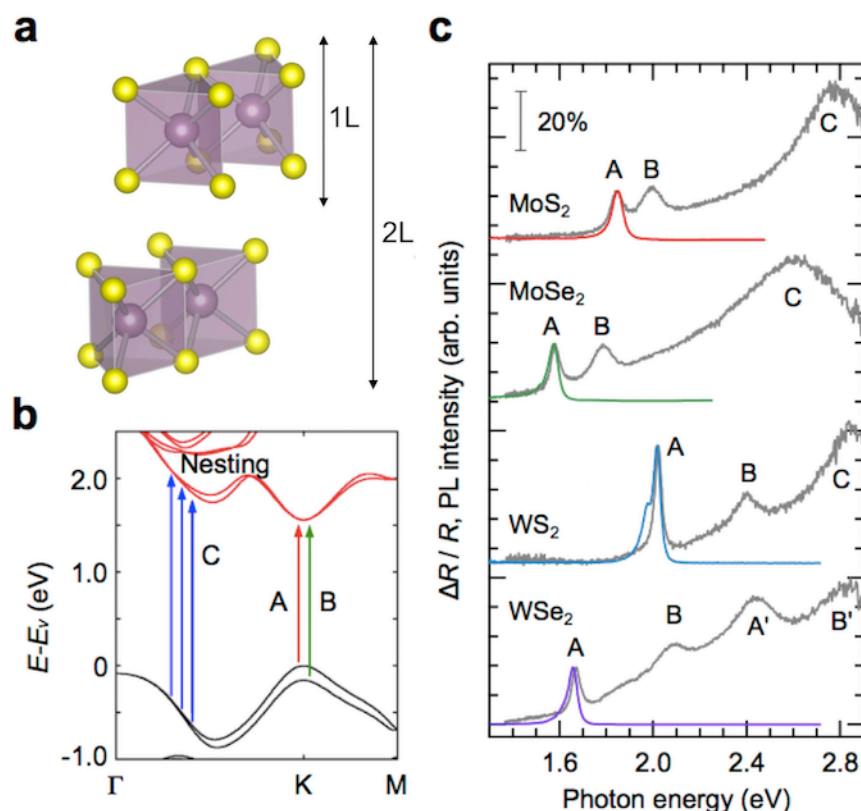 a
1L
2L
b
Nesting
C
A
B
2.0
1.0
0
-1.0
E-Eᵥ (eV)
Γ
K
M
c
20%
C
A
B
MoS₂
MoSe₂
C
A
B
A
B
C
WS₂
WSe₂
B
A'
B'
ΔR / R, PL intensity (arb. units)
1.6
2.0
2.4
2.8
Photon energy (eV)